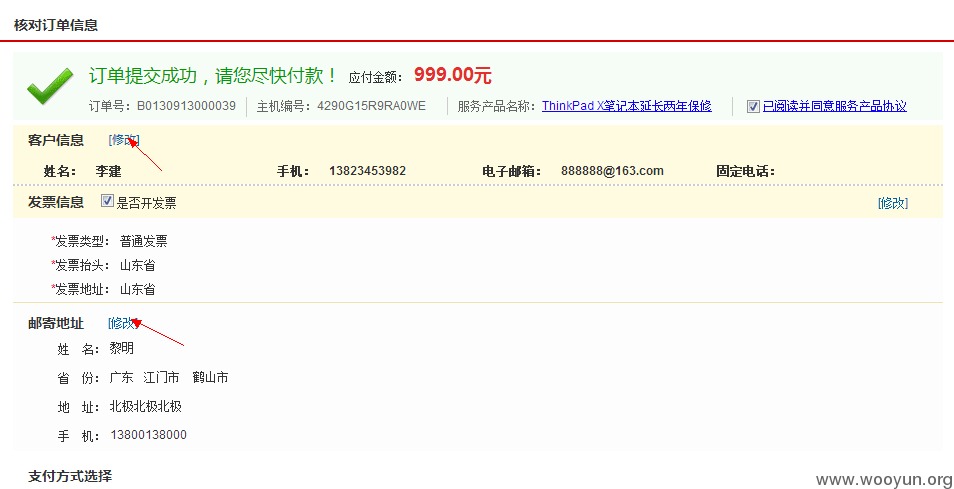 核对订单信息
订单提交成功，请您尽快付款！ 应付金额： 999.00元
订单号：B0130913000039 主机编号：4290G15R9RA0WE 服务产品名称：ThinkPad X笔记本延长两年保修 已阅读并同意服务产品协议
客户信息 [修改]
姓名： 李建 手机： 13823453982 电子邮箱： 888888@163.com 固定电话：
发票信息 是否开发票 [修改]
*发票类型： 普通发票
*发票抬头： 山东省
*发票地址： 山东省
邮寄地址 [修改]
姓 名： 黎明
省 份： 广东 江门市 鹤山市
地 址： 北极北极北极
手 机： 13800138000
支付方式选择
www.wooyun.org